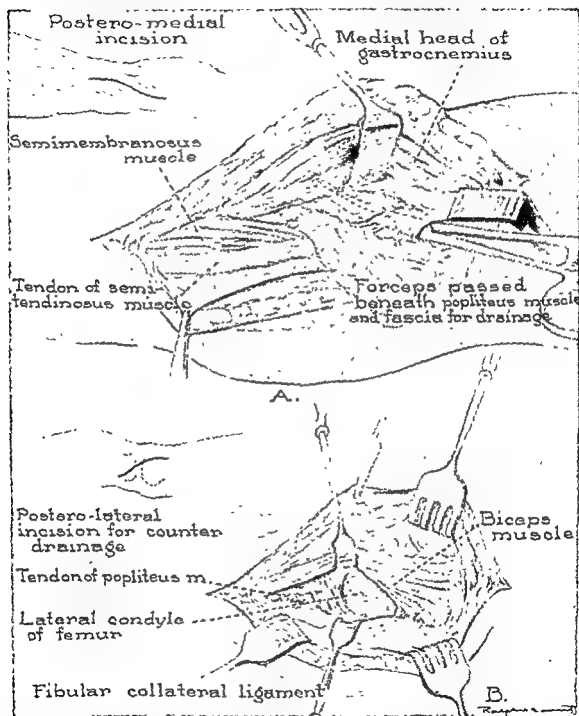 Postero-medial
incision
Medial head of
gastrocnemius
Semimembranosus
muscle
Tendon of semi-
tendinosus muscle
Forceps passed
beneath popliteus muscle
and fascia for drainage
A.
Postero-lateral
incision for counter
drainage
Biceps
muscle
Tendon of popliteus m.
Lateral condyle
of femur
Fibular collateral ligament
B.